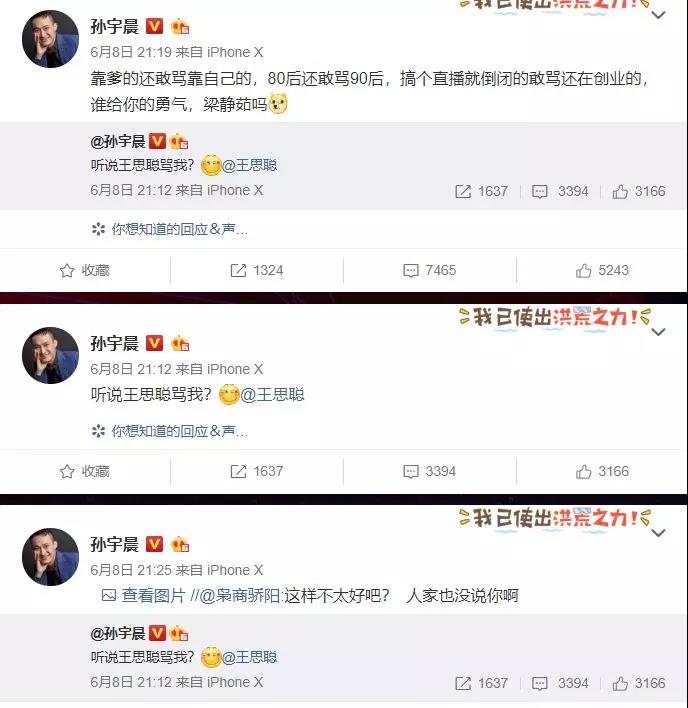 我已使出洪荒之力!
孙宇晨 V
6月8日 21:19 来自 iPhone X
靠爹的还敢骂靠自己的，80后还敢骂90后，搞个直播就倒闭的敢骂还在创业的，
谁给你的勇气，梁静茹吗
@孙宇晨 V
听说王思聪骂我？@王思聪
6月8日 21:12 来自 iPhone X 1637 3394 3166
你想知道的回应&声...
收藏 1324 7465 5243
我已使出洪荒之力!
孙宇晨 V
6月8日 21:12 来自 iPhone X
听说王思聪骂我？@王思聪
你想知道的回应&声...
收藏 1637 3394 3166
我已使出洪荒之力!
孙宇晨 V
6月8日 21:25 来自 iPhone X
查看图片 //@枭商骄阳:这样不太好吧？ 人家也没说你啊
@孙宇晨 V
听说王思聪骂我？@王思聪
6月8日 21:12 来自 iPhone X 1637 3394 3166